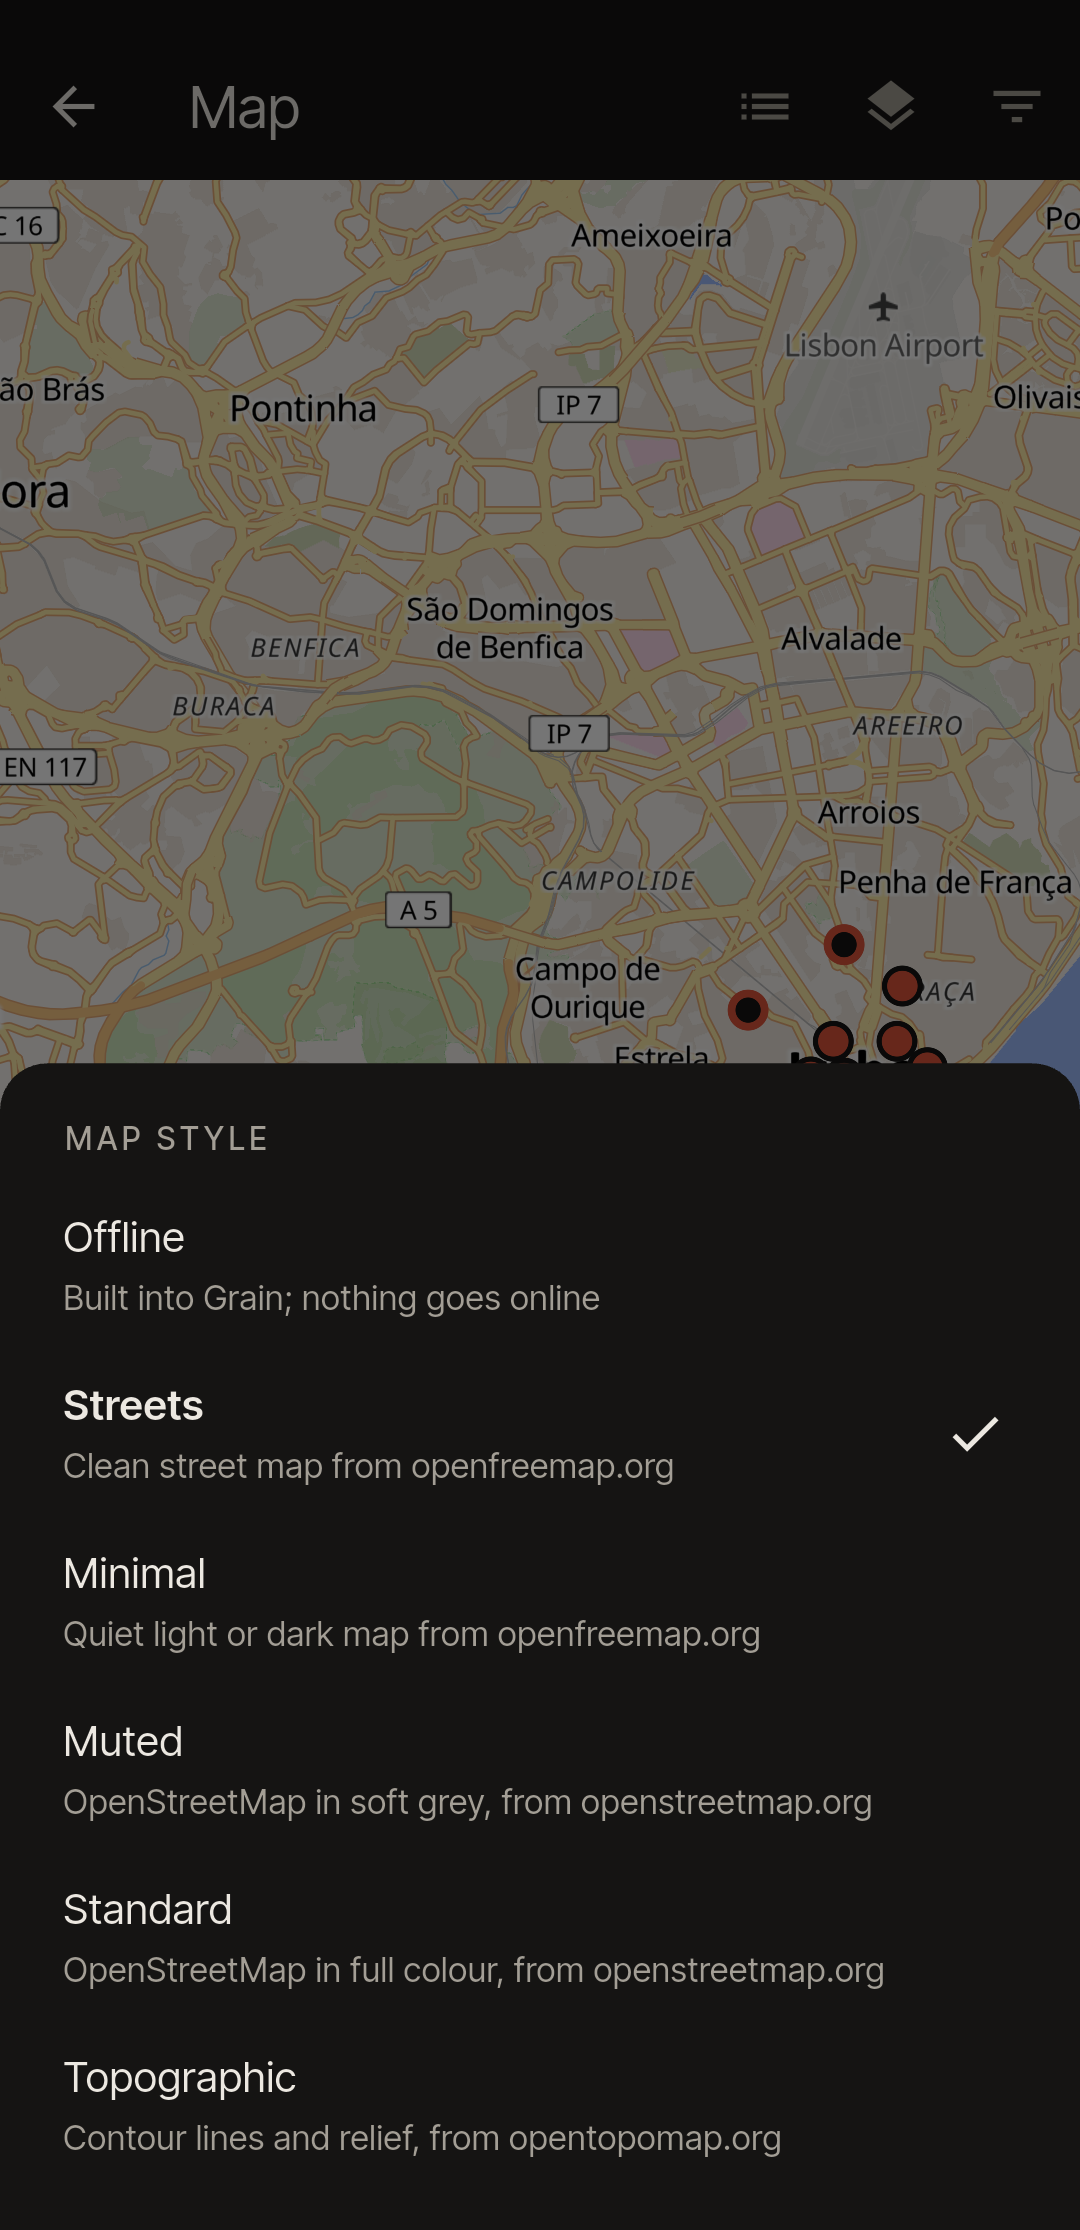 Map
C 16
Ameixoeira
Lisbon Airport
ão Brás
Pontinha
IP 7
Olivais
ora
São Domingos
de Benfica
BENFICA
Alvalade
BURACA
IP 7
AREEIRO
EN 117
Arroios
CAMPOLIDE
Penha de França
A 5
Campo de
Ourique
RAÇA
Estrela
MAP STYLE
Offline
Built into Grain; nothing goes online
Streets
Clean street map from openfreemap.org
Minimal
Quiet light or dark map from openfreemap.org
Muted
OpenStreetMap in soft grey, from openstreetmap.org
Standard
OpenStreetMap in full colour, from openstreetmap.org
Topographic
Contour lines and relief, from opentopomap.org